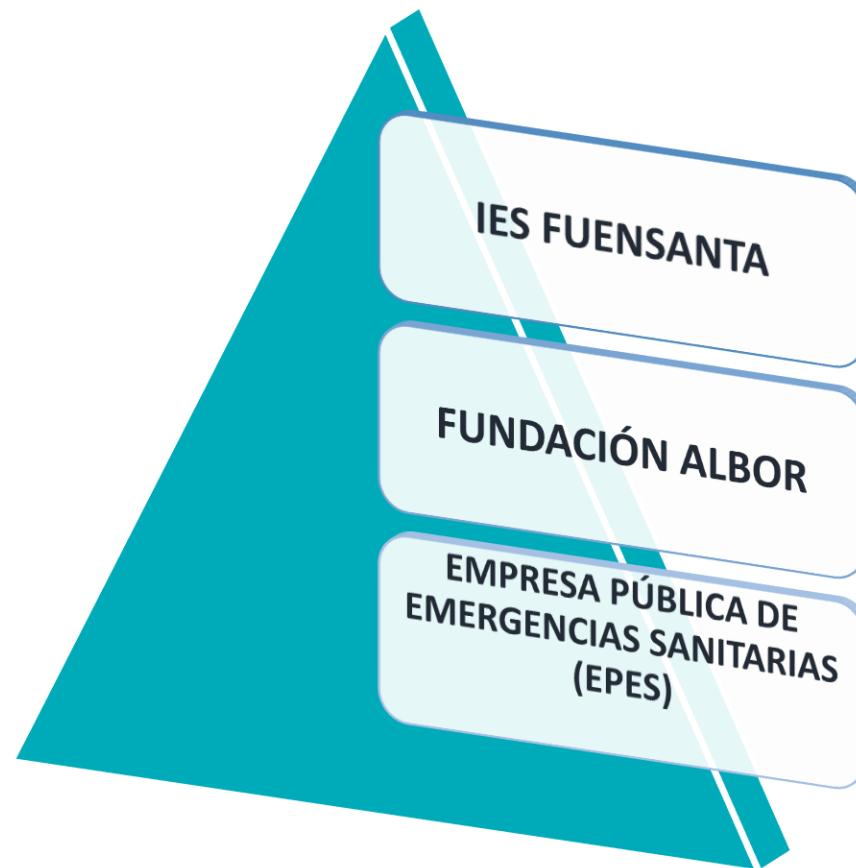 IES FUENSANTA
FUNDACIÓN ALBOR
EMPRESA PÚBLICA DE
EMERGENCIAS SANITARIAS
(EPES)